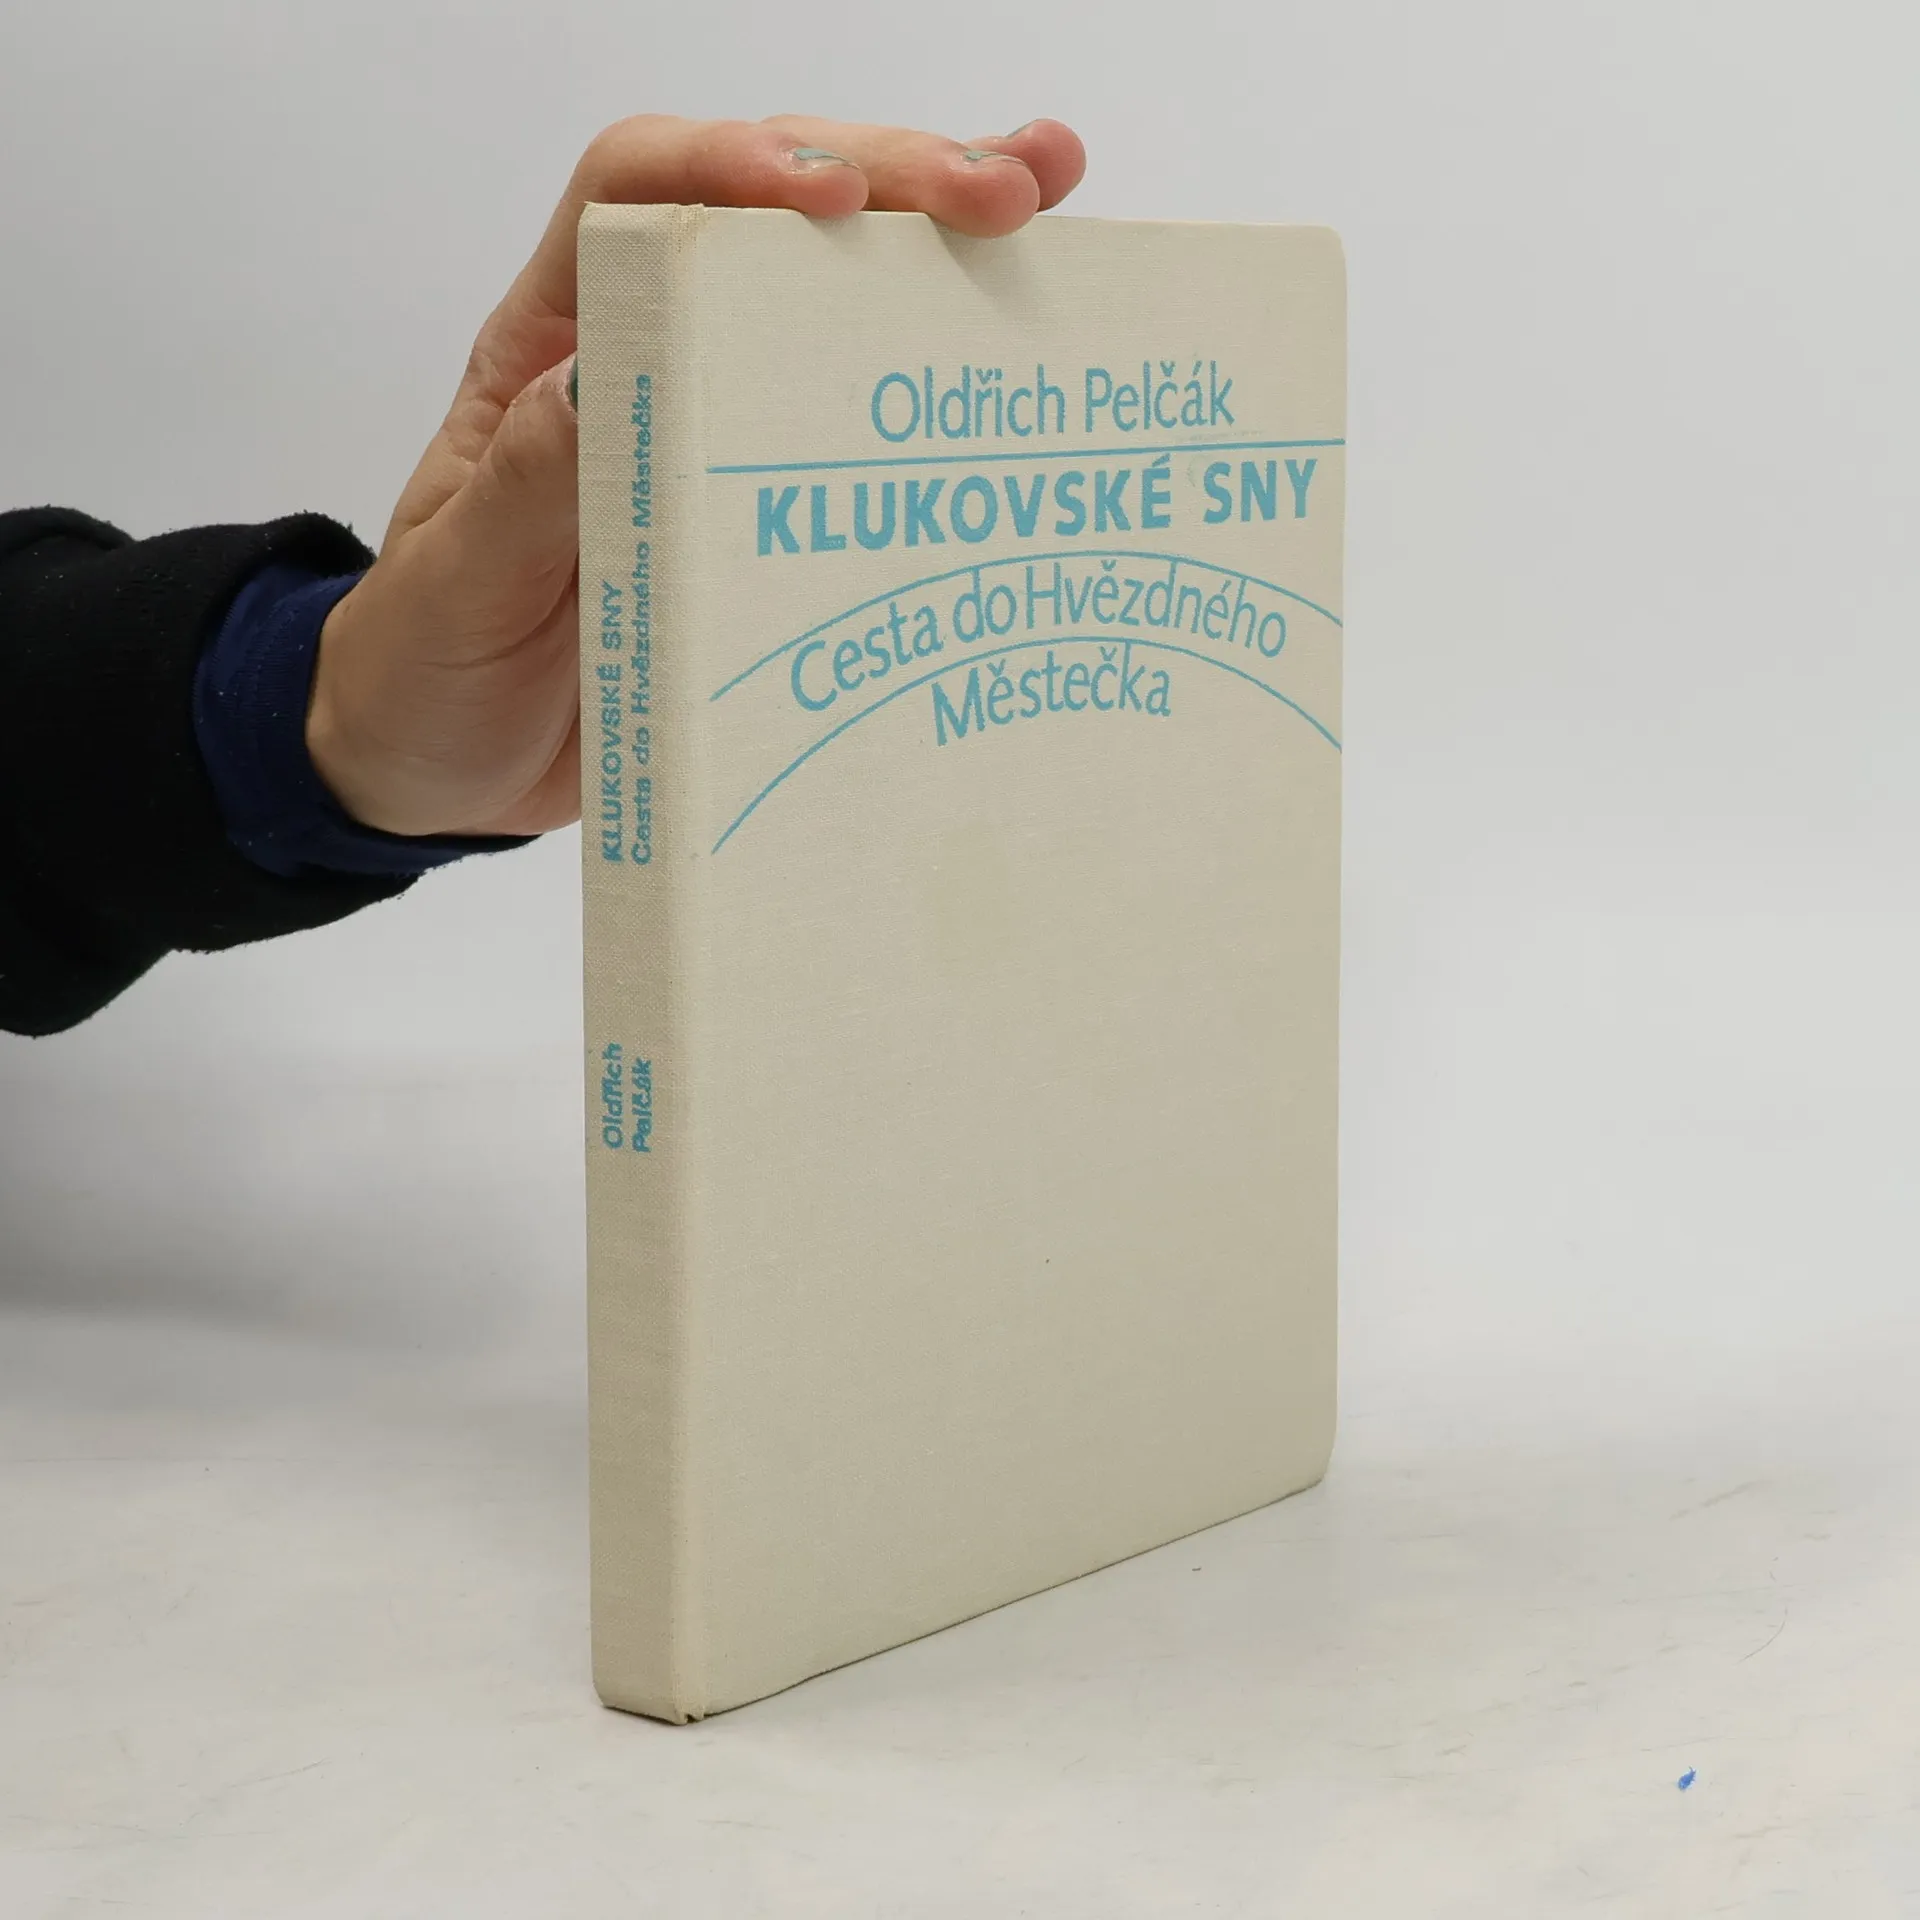 Oldřich Pelčák
KLUKOVSKÉ SNY
Cesta do Hvězdného
Městečka
KLUKOVSKÉ SNY
Cesta do Hvězdného Městečka
Oldřich
Pelčák